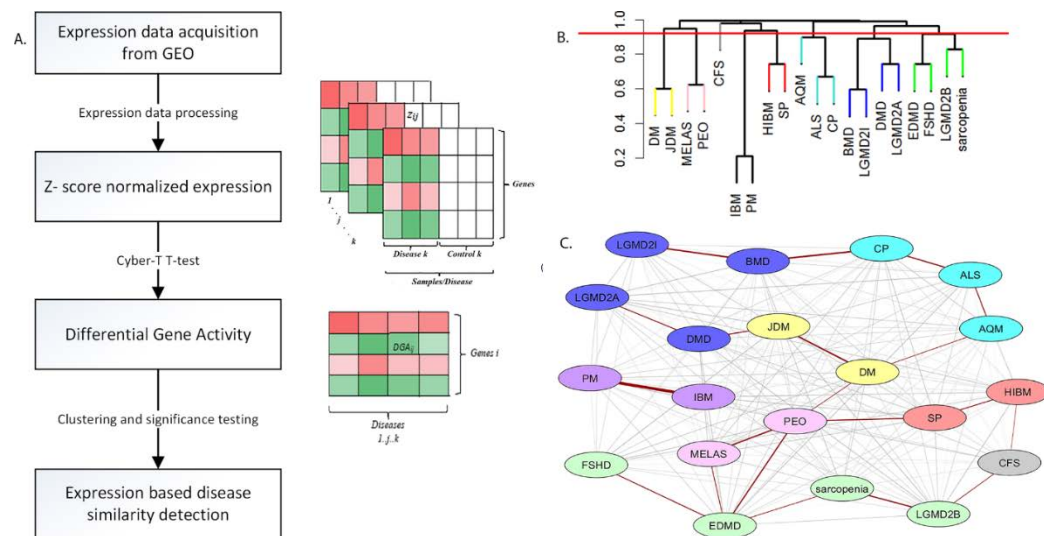 A.
Expression data acquisition
from GEO
Expression data processing
Z- score normalized expression
Cyber-T T-test
Differential Gene Activity
Clustering and significance testing
Expression based disease
similarity detection
Zij
Genes
1
j
k
Disease k
Control k
Samples/Disease
DGAij
Genes i
Diseases
1..j..k
B.
1.0
0.8
0.6
0.4
0.2
DM
JDM
MELAS
PEO
CFS
IBM
PM
HIBM
SP
AQM
ALS
CP
BMD
LGMD2I
DMD
LGMD2A
EDMD
FSHD
LGMD2B
sarcopenia
C.
LGMD2I
BMD
CP
ALS
LGMD2A
JDM
AQM
DMD
DM
PM
IBM
HIBM
PEO
SP
MELAS
CFS
FSHD
sarcopenia
LGMD2B
EDMD